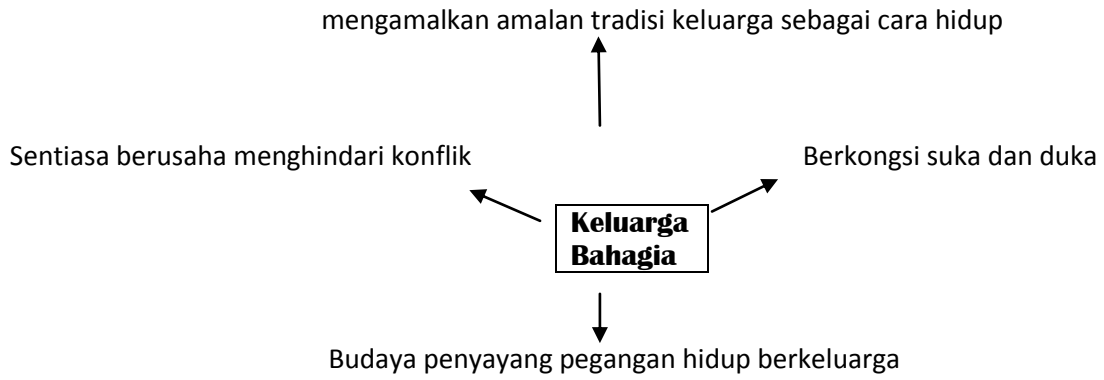 mengamalkan amalan tradisi keluarga sebagai cara hidup
Sentiasa berusaha menghindari konflik
Berkongsi suka dan duka
Keluarga
Bahagia
Budaya penyayang pegangan hidup berkeluarga